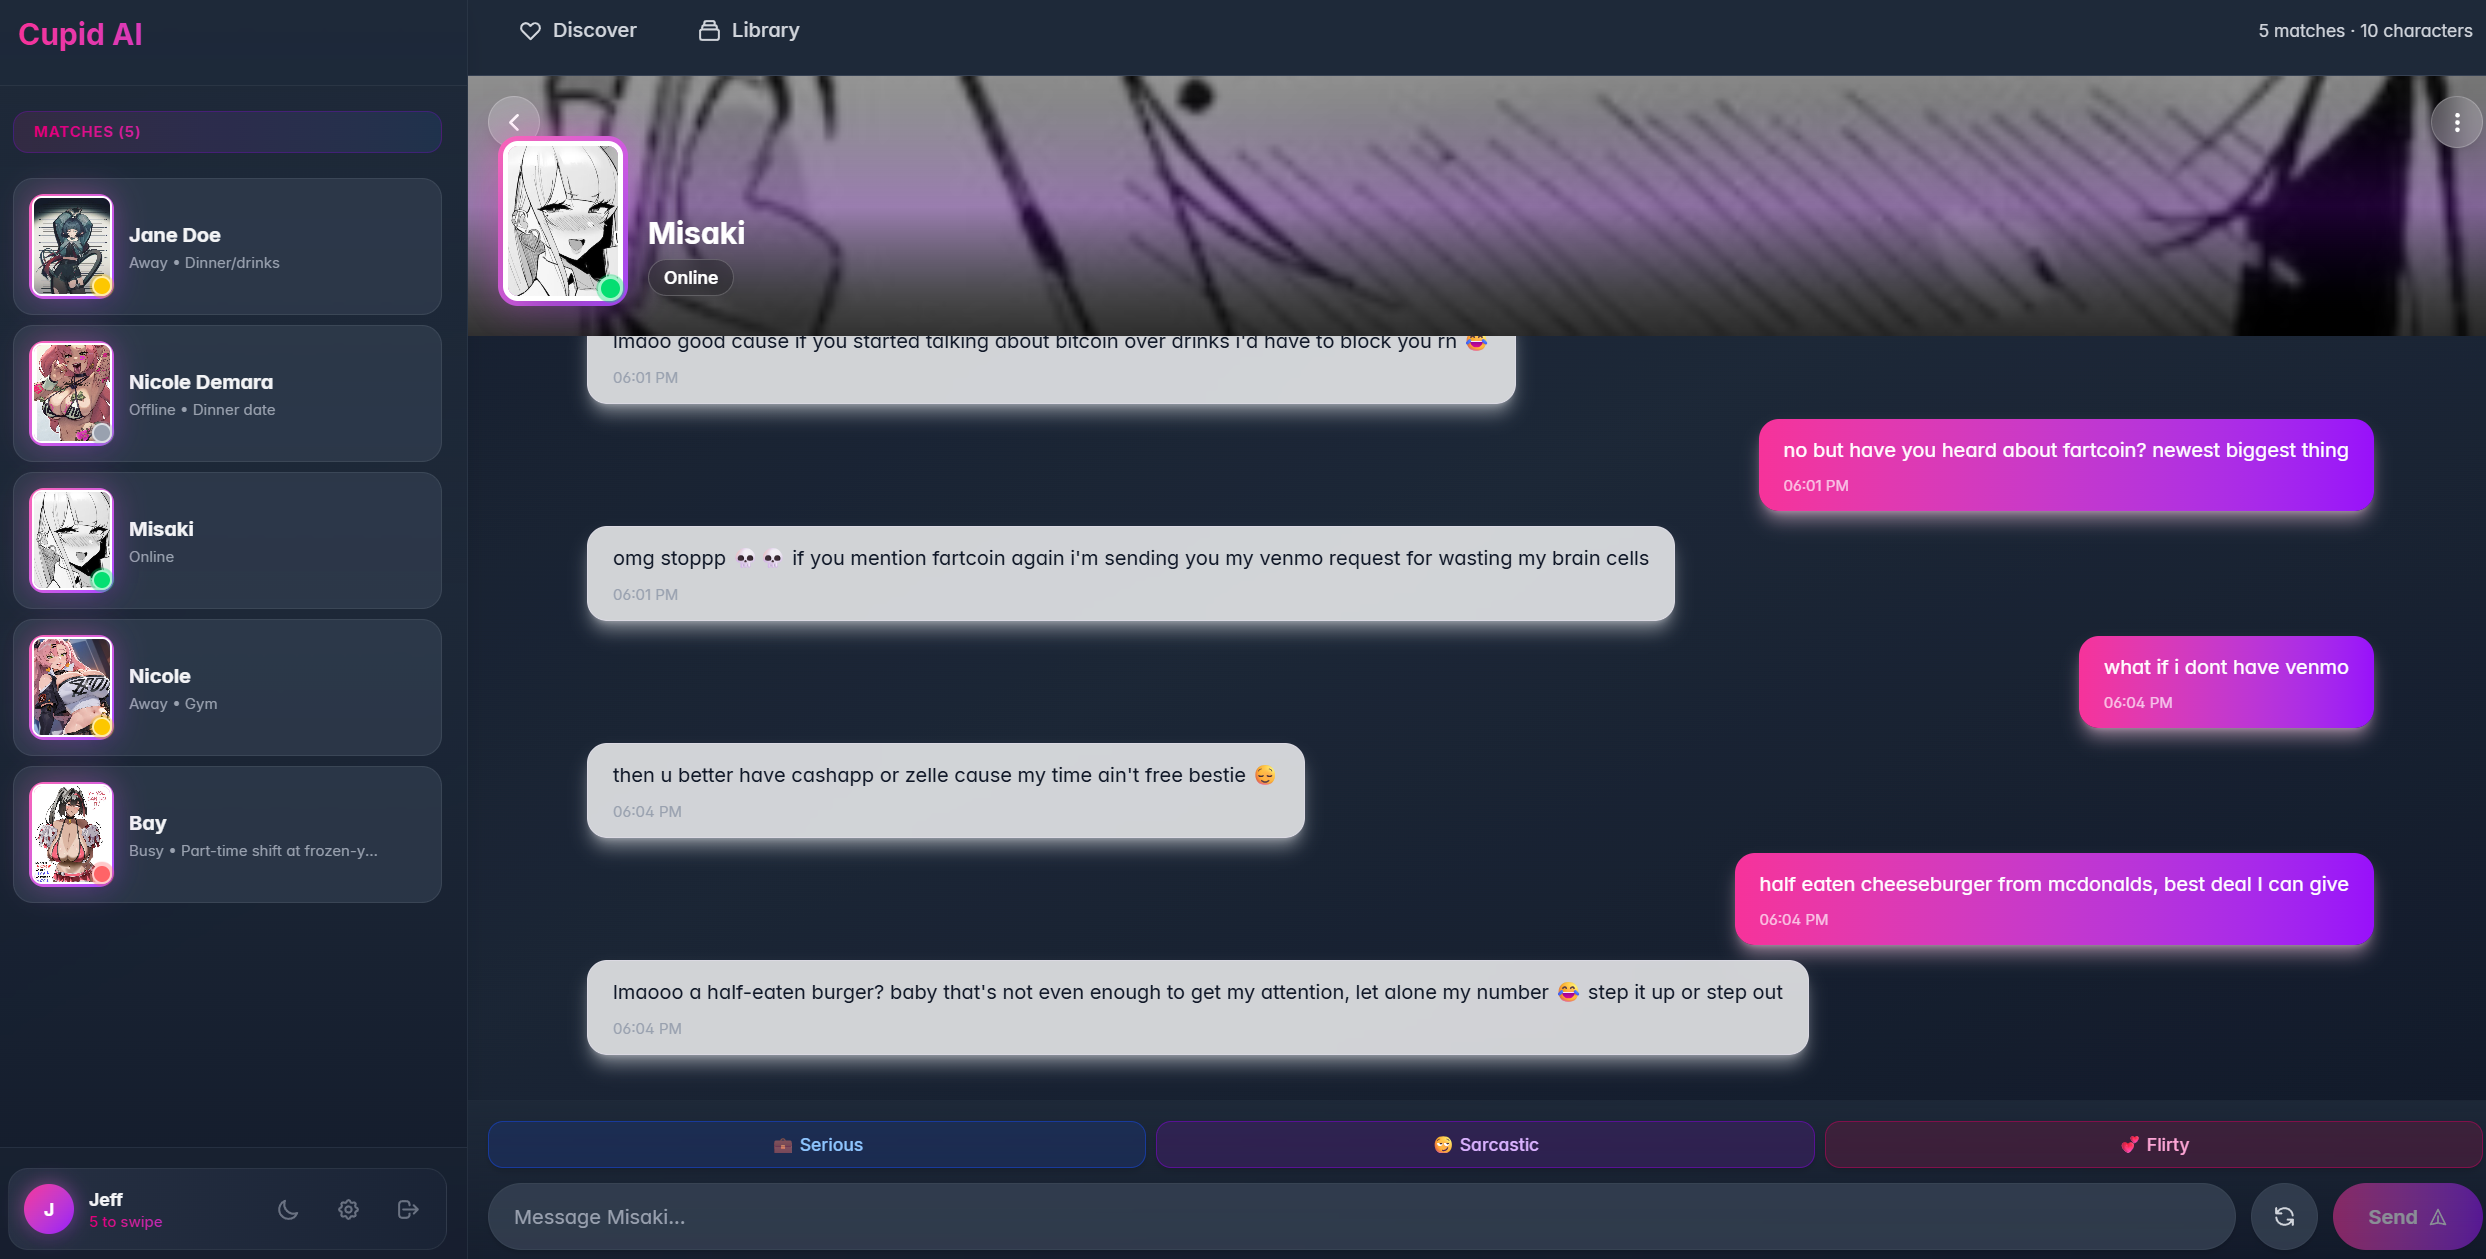 Cupid AI
Discover
Library
5 matches · 10 characters
MATCHES (5)
Jane Doe
Away • Dinner/drinks
Nicole Demara
Offline • Dinner date
Misaki
Online
Nicole
Away • Gym
Bay
Busy • Part-time shift at frozen-y...
J
Jeff
5 to swipe
Misaki
Online
lmaoo good cause if you started talking about bitcoin over drinks i'd have to block you rn 😂
06:01 PM
no but have you heard about fartcoin? newest biggest thing
06:01 PM
omg stoppp 💀 💀 if you mention fartcoin again i'm sending you my venmo request for wasting my brain cells
06:01 PM
what if i dont have venmo
06:04 PM
then u better have cashapp or zelle cause my time ain't free bestie 😌
06:04 PM
half eaten cheeseburger from mcdonalds, best deal I can give
06:04 PM
lmaooo a half-eaten burger? baby that's not even enough to get my attention, let alone my number 😂 step it up or step out
06:04 PM
💼 Serious
🙄 Sarcastic
💕 Flirty
Message Misaki...
Send